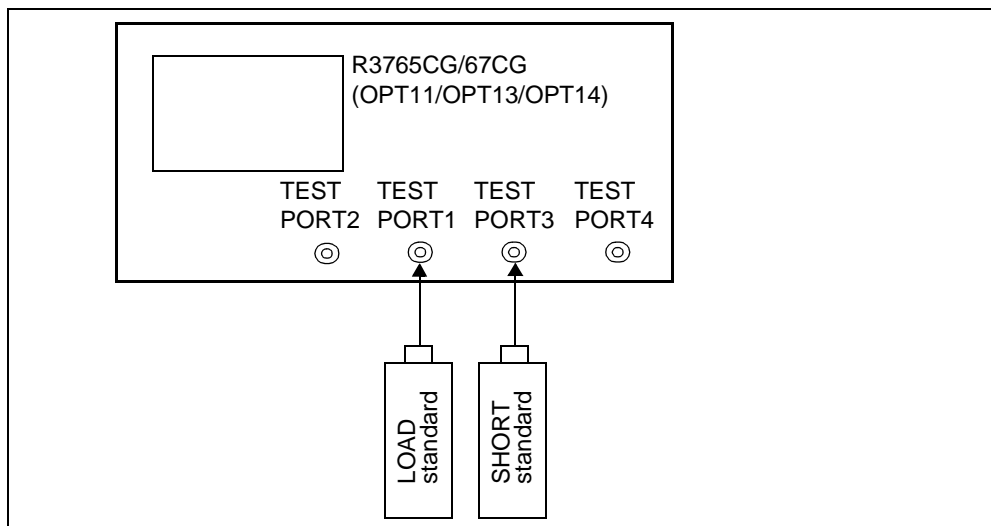 R3765CG/67CG
(OPT11/OPT13/OPT14)
TEST PORT2
TEST PORT1
TEST PORT3
TEST PORT4
LOAD
standard
SHORT
standard